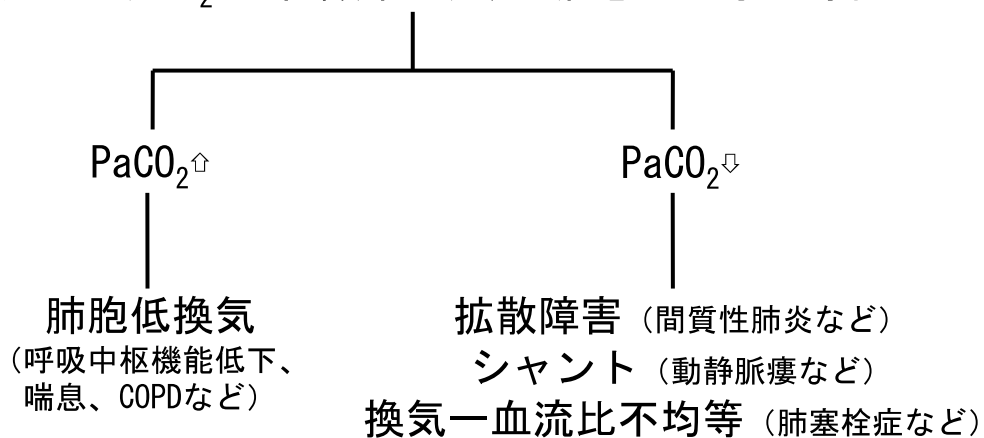 PaCO₂⇧
PaCO₂⇩
肺胞低換気
（呼吸中枢機能低下、
喘息、COPDなど）
拡散障害（間質性肺炎など）
シャント（動静脈瘻など）
換気ー血流比不均等（肺塞栓症など）